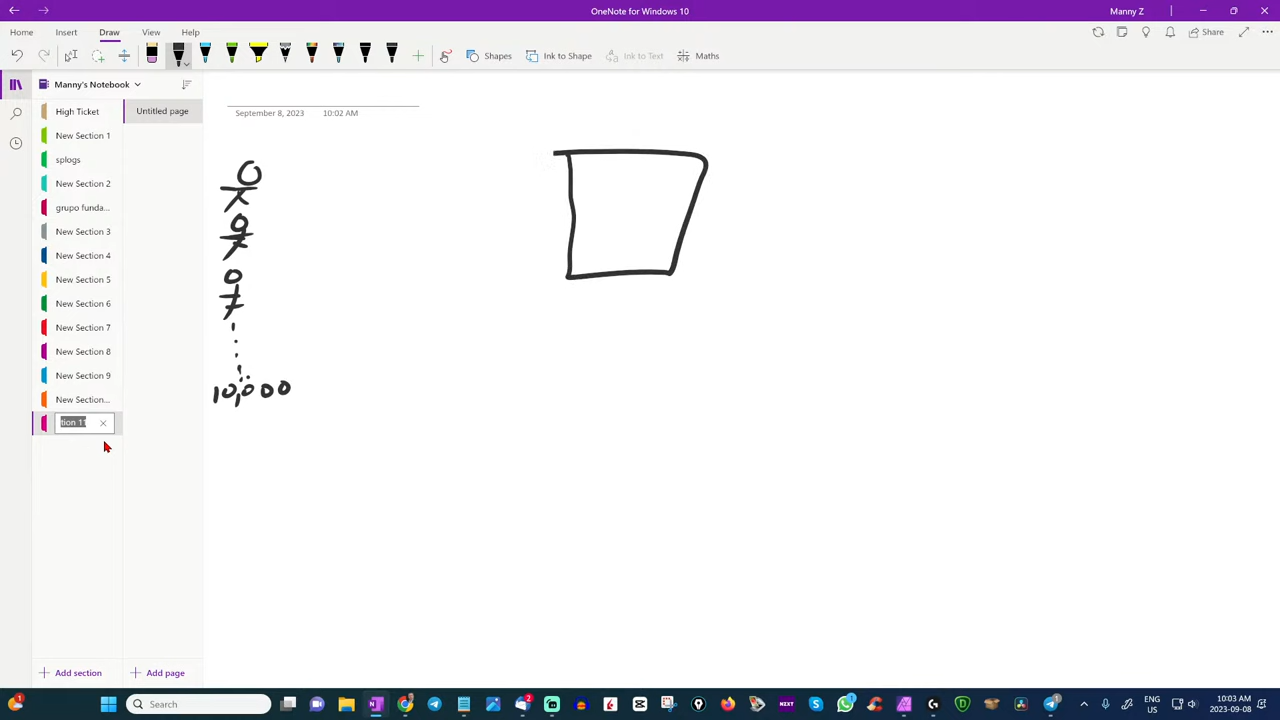 OneNote for Windows 10
Manny Z
Home
Insert
Draw
View
Help
Share
Shapes
Ink to Shape
Ink to Text
Maths
Manny's Notebook
High Ticket
New Section 1
splogs
New Section 2
grupo funda...
New Section 3
New Section 4
New Section 5
New Section 6
New Section 7
New Section 8
New Section 9
New Section...
tion 11
Untitled page
September 8, 2023 10:02 AM
10,000
Add section
Add page
Search
ENG
US
10:03 AM
2023-09-08